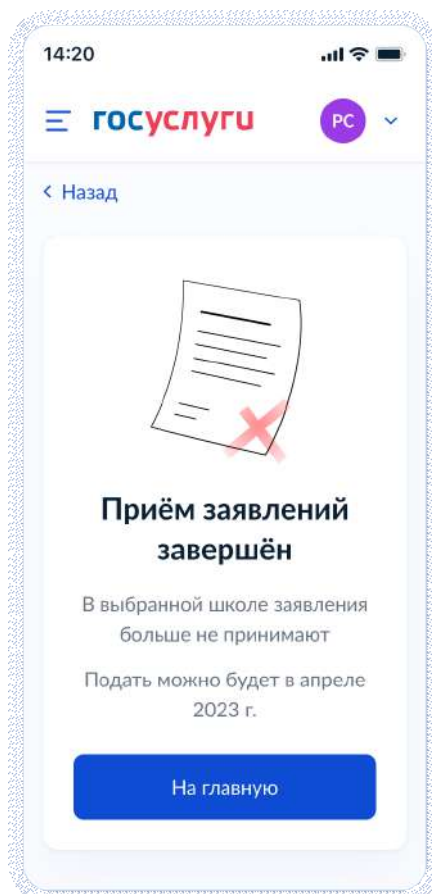 14:20
госуслуги
РС
Назад
Приём заявлений
завершён
В выбранной школе заявления
больше не принимают
Подать можно будет в апреле
2023 г.
На главную